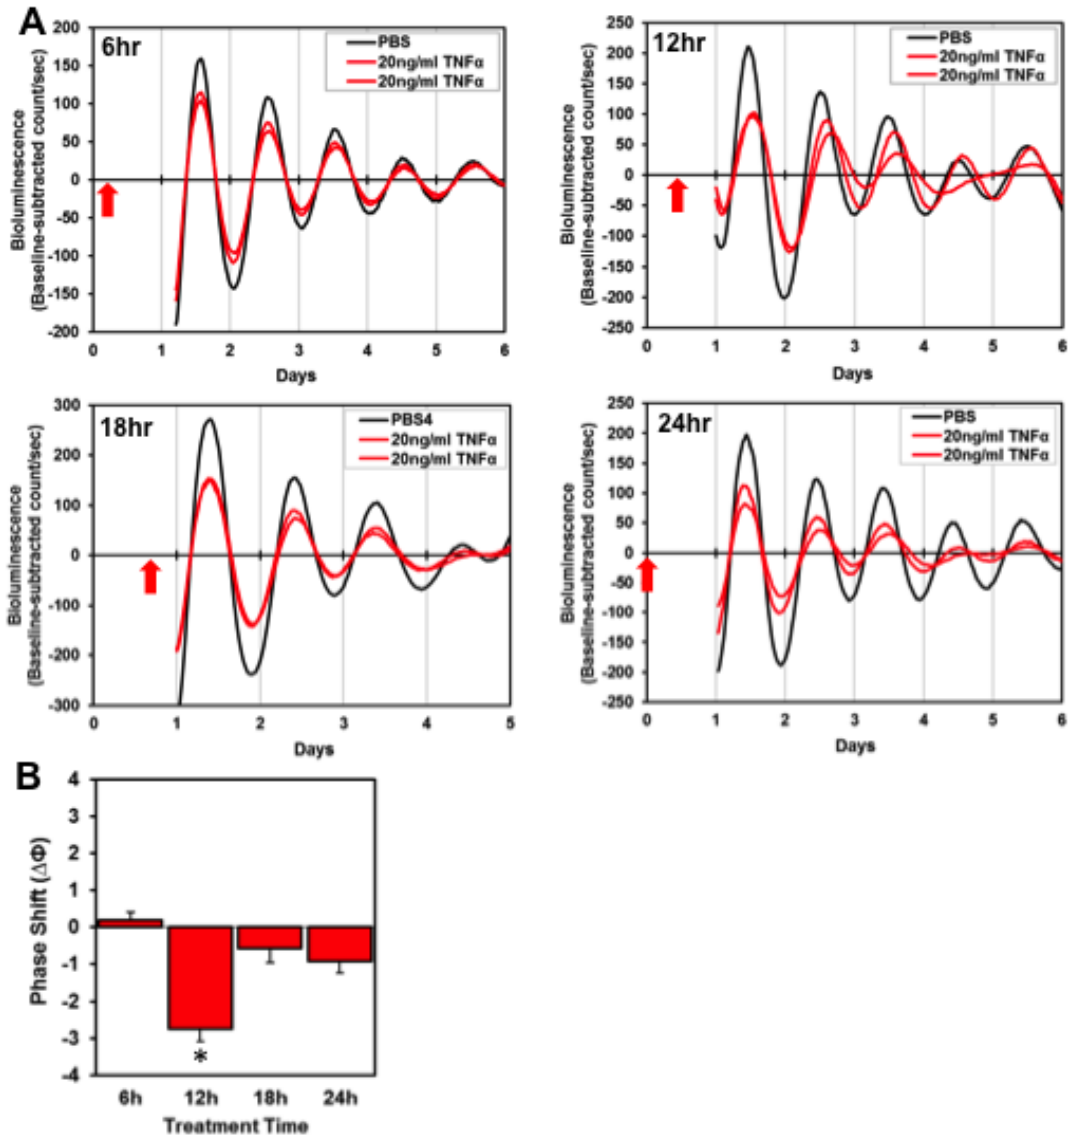 A
6hr
PBS
20ng/ml TNFα
20ng/ml TNFα
Bioluminescence
(Baseline-subtracted count/sec)
200
150
100
50
0
-50
-100
-150
-200
0 1 2 3 4 5 6
Days
12hr
PBS
20ng/ml TNFα
20ng/ml TNFα
Bioluminescence
(Baseline-subtracted count/sec)
250
200
150
100
50
0
-50
-100
-150
-200
-250
0 1 2 3 4 5 6
Days
18hr
PBS4
20ng/ml TNFα
20ng/ml TNFα
Bioluminescence
(Baseline-subtracted count/sec)
300
200
100
0
-100
-200
-300
0 1 2 3 4 5
Days
24hr
PBS
20ng/ml TNFα
20ng/ml TNFα
Bioluminescence
(Baseline-subtracted count/sec)
250
200
150
100
50
0
-50
-100
-150
-200
-250
0 1 2 3 4 5 6
Days
B
Phase Shift (ΔΦ)
4
3
2
1
0
-1
-2
-3
-4
*
6h 12h 18h 24h
Treatment Time